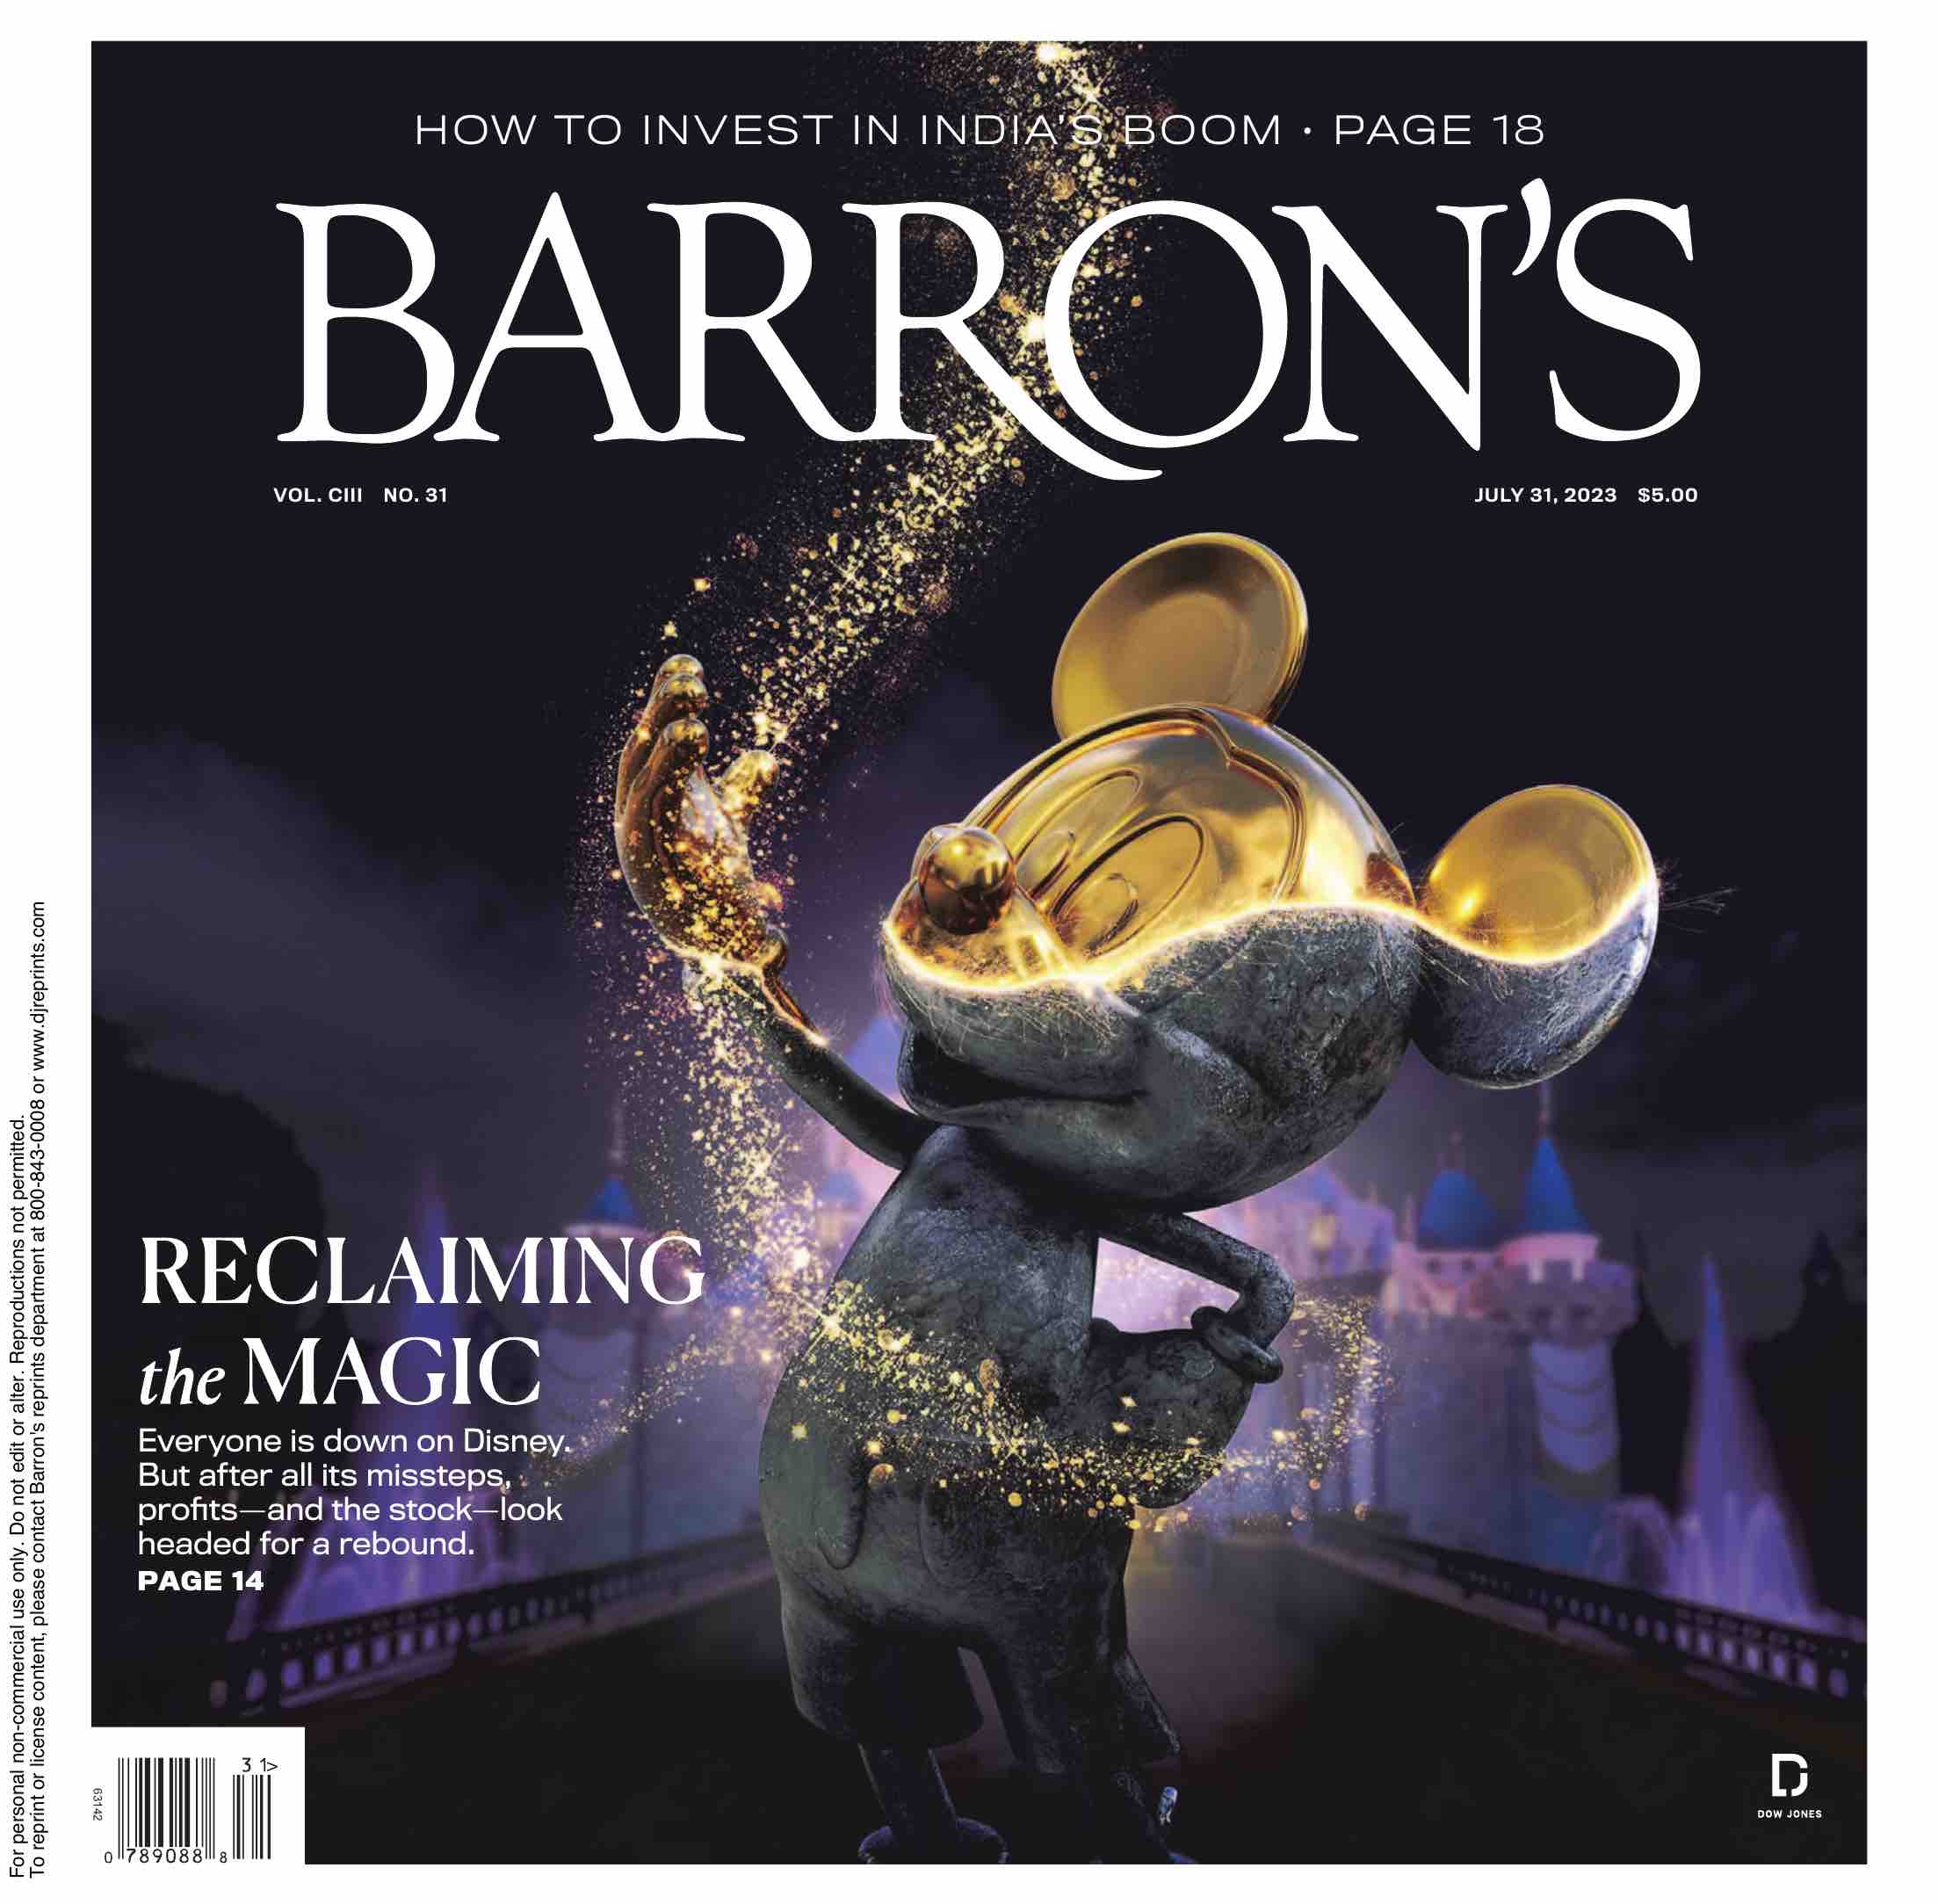 HOW TO INVEST IN INDIA'S BOOM • PAGE 18
BARRON'S
VOL. CIII NO. 31
JULY 31, 2023 $5.00
RECLAIMING
the MAGIC
Everyone is down on Disney.
But after all its missteps,
profits—and the stock—look
headed for a rebound.
PAGE 14
For personal non-commercial use only. Do not edit or alter. Reproductions not permitted.
To reprint or license content, please contact Barron's reprints department at 800-843-0008 or www.djreprints.com
63142
3 1>
0 789088 8
D
DOW JONES